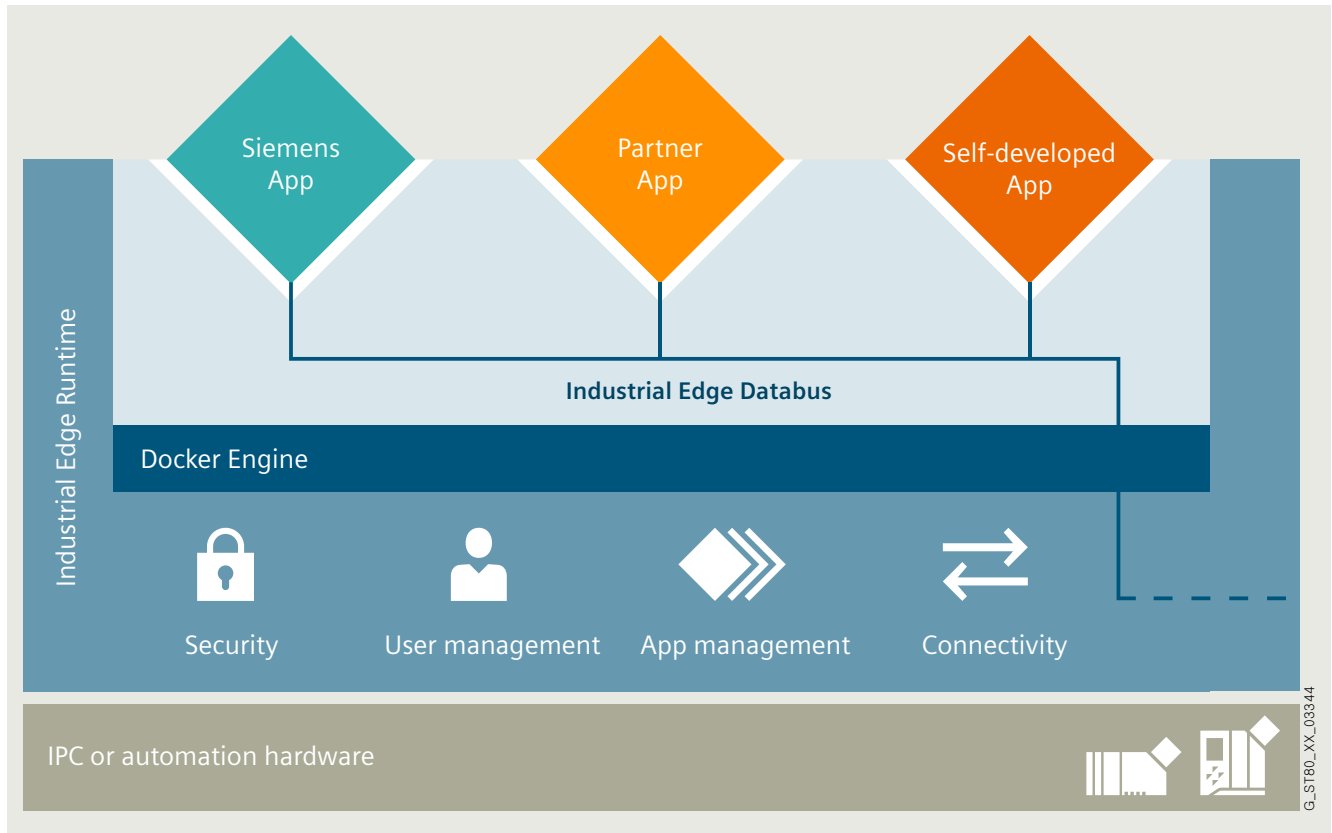 Siemens
App
Partner
App
Self-developed
App
Industrial Edge Runtime
Industrial Edge Databus
Docker Engine
Security
User management
App management
Connectivity
IPC or automation hardware
G_ST80_XX_03344